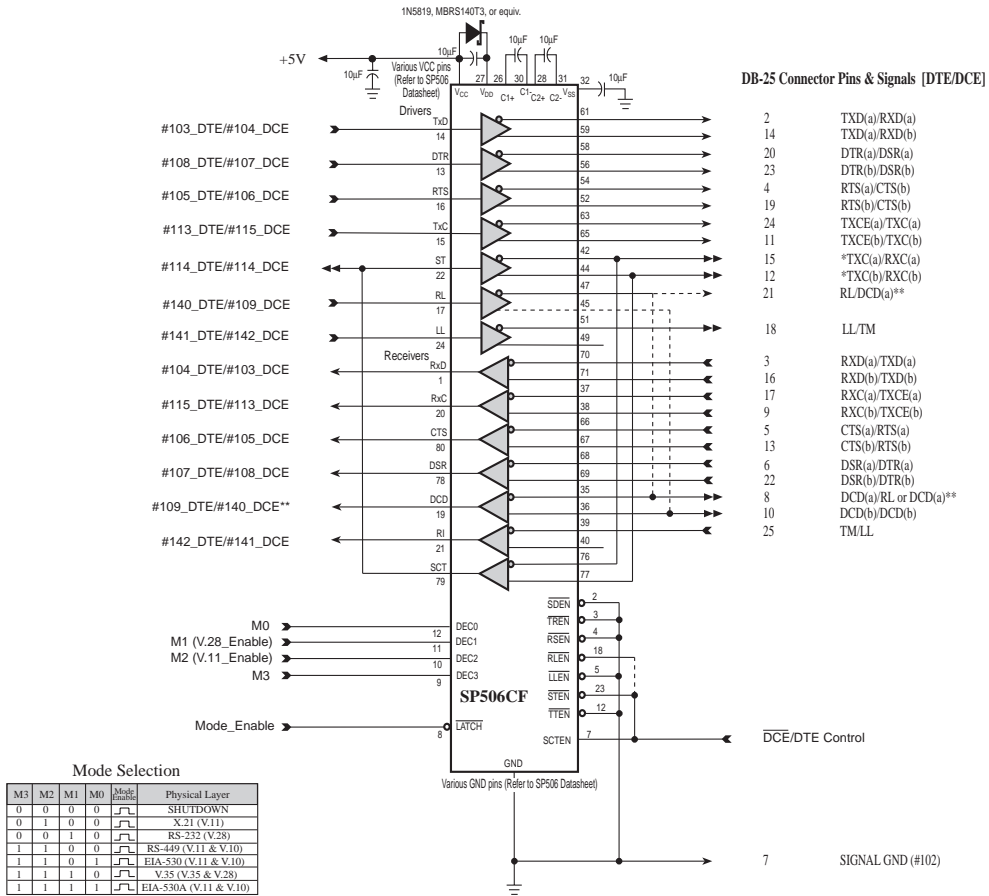 1N5819, MBRS140T3, or equiv.
+5V
10µF
10µF
10µF
10µF
10µF
Various VCC pins
(Refer to SP506
Datasheet)
27 26 30 28 31 32
VCC VDD C1+ C1- C2+ C2- VSS
DB-25 Connector Pins & Signals [DTE/DCE]
Drivers
#103_DTE/#104_DCE TxD 14 61 2 TXD(a)/RXD(a)
59 14 TXD(a)/RXD(b)
#108_DTE/#107_DCE DTR 13 58 20 DTR(a)/DSR(a)
56 23 DTR(b)/DSR(b)
#105_DTE/#106_DCE RTS 16 54 4 RTS(a)/CTS(b)
52 19 RTS(b)/CTS(b)
#113_DTE/#115_DCE TxC 15 63 24 TXCE(a)/TXC(a)
65 11 TXCE(b)/TXC(b)
#114_DTE/#114_DCE ST 22 42 15 *TXC(a)/RXC(a)
44 12 *TXC(b)/RXC(b)
#140_DTE/#109_DCE RL 17 47 21 RL/DCD(a)**
45
#141_DTE/#142_DCE LL 24 51 18 LL/TM
49
Receivers
#104_DTE/#103_DCE RxD 1 70 3 RXD(a)/TXD(a)
71 16 RXD(b)/TXD(b)
#115_DTE/#113_DCE RxC 20 37 17 RXC(a)/TXCE(a)
38 9 RXC(b)/TXCE(b)
#106_DTE/#105_DCE CTS 80 66 5 CTS(a)/RTS(a)
67 13 CTS(b)/RTS(b)
#107_DTE/#108_DCE DSR 78 68 6 DSR(a)/DTR(a)
69 22 DSR(b)/DTR(b)
#109_DTE/#140_DCE** DCD 19 35 8 DCD(a)/RL or DCD(a)**
36 10 DCD(b)/DCD(b)
#142_DTE/#141_DCE RI 21 39 25 TM/LL
40
SCT 79 76
77
SDEN 2
TREN 3
RSEN 4
RLEN 18
LLEN 5
STEN 23
TTEN 12
SCTEN 7 DCE/DTE Control
M0 12 DEC0
M1 (V.28_Enable) 11 DEC1
M2 (V.11_Enable) 10 DEC2
M3 9 DEC3
SP506CF
Mode_Enable 8 LATCH
GND
Various GND pins (Refer to SP506 Datasheet)
7 SIGNAL GND (#102)
Mode Selection
M3 M2 M1 M0 Mode Enable Physical Layer
0 0 0 0 SHUTDOWN
0 1 0 0 X.21 (V.11)
0 0 1 0 RS-232 (V.28)
1 1 0 0 RS-449 (V.11 & V.10)
1 1 0 1 EIA-530 (V.11 & V.10)
1 1 1 0 V.35 (V.35 & V.28)
1 1 1 1 EIA-530A (V.11 & V.10)